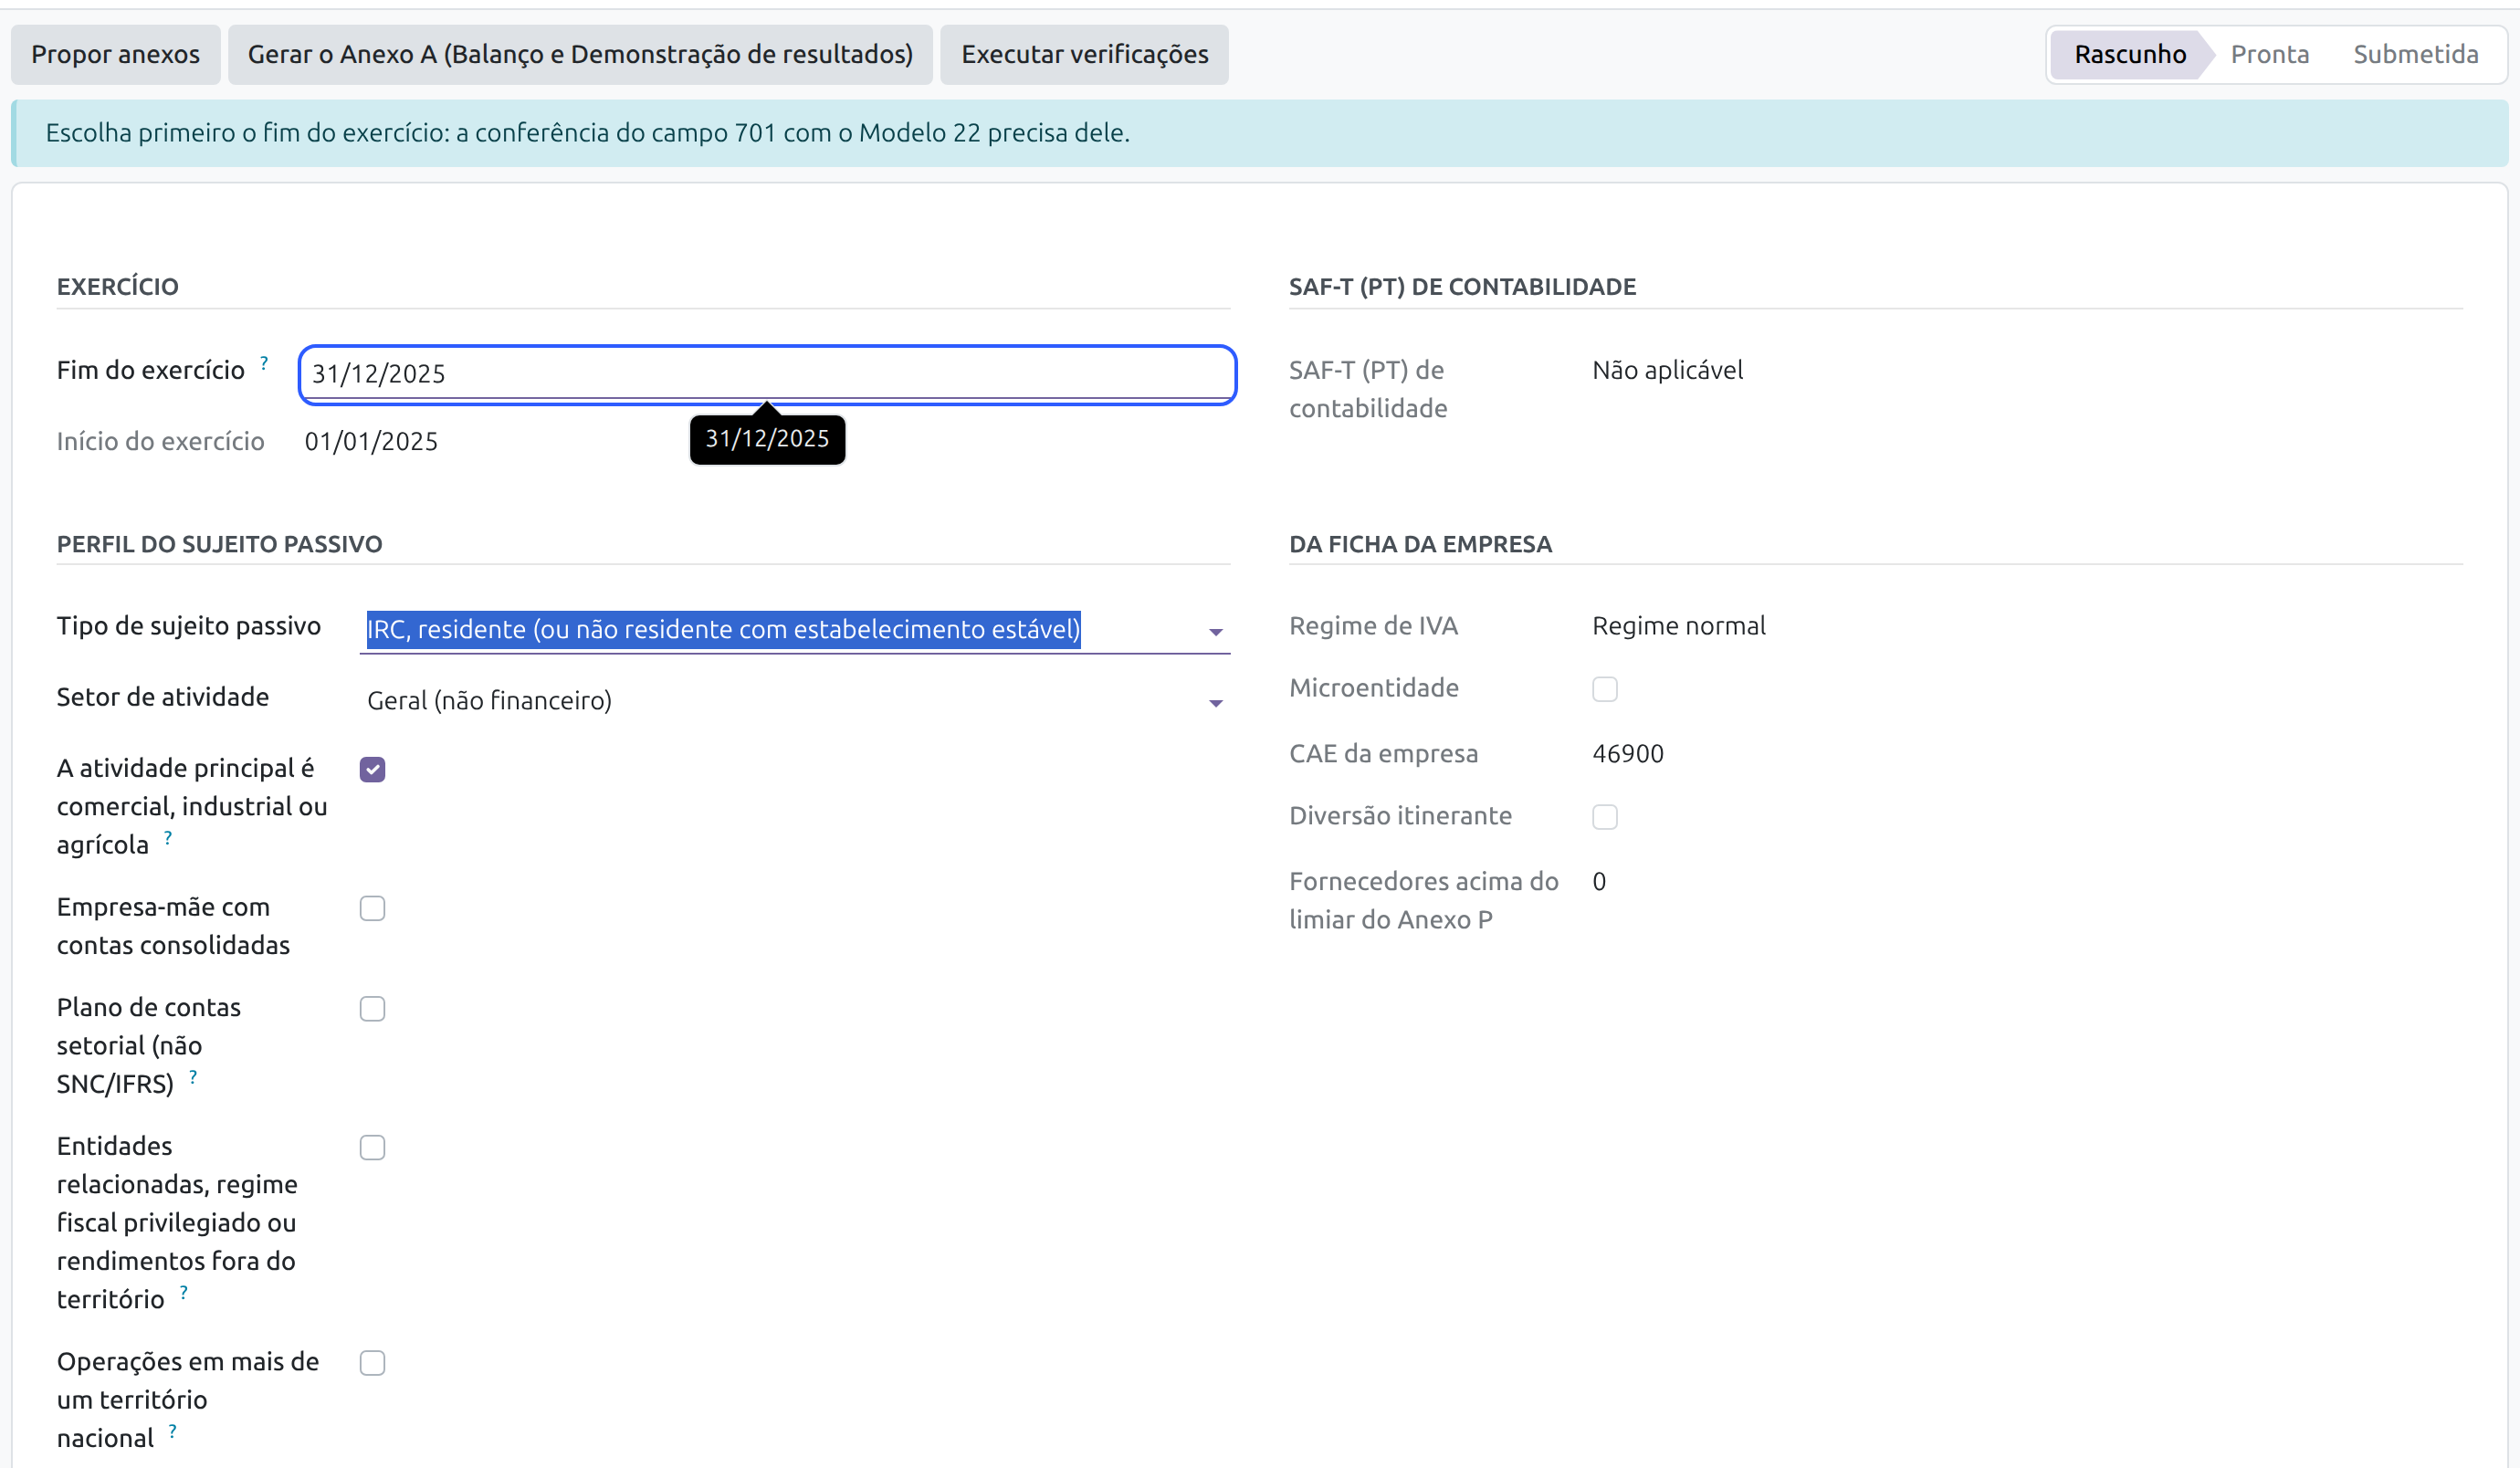 Propor anexos
Gerar o Anexo A (Balanço e Demonstração de resultados)
Executar verificações
Rascunho
Pronta
Submetida
Escolha primeiro o fim do exercício: a conferência do campo 701 com o Modelo 22 precisa dele.
EXERCÍCIO
Fim do exercício ?
31/12/2025
Início do exercício
01/01/2025
31/12/2025
SAF-T (PT) DE CONTABILIDADE
SAF-T (PT) de
contabilidade
Não aplicável
PERFIL DO SUJEITO PASSIVO
Tipo de sujeito passivo
IRC, residente (ou não residente com estabelecimento estável)
Setor de atividade
Geral (não financeiro)
A atividade principal é
comercial, industrial ou
agrícola ?
Empresa-mãe com
contas consolidadas
Plano de contas
setorial (não
SNC/IFRS) ?
Entidades
relacionadas, regime
fiscal privilegiado ou
rendimentos fora do
território ?
Operações em mais de
um território
nacional ?
DA FICHA DA EMPRESA
Regime de IVA
Regime normal
Microentidade
CAE da empresa
46900
Diversão itinerante
Fornecedores acima do
limiar do Anexo P
0